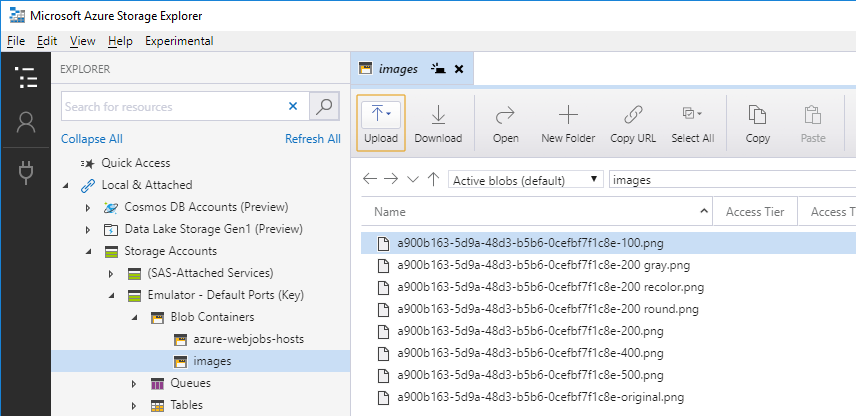 Microsoft Azure Storage Explorer
File Edit View Help Experimental
EXPLORER
Search for resources
Collapse All Refresh All
Quick Access
Local & Attached
Cosmos DB Accounts (Preview)
Data Lake Storage Gen1 (Preview)
Storage Accounts
(SAS-Attached Services)
Emulator - Default Ports (Key)
Blob Containers
azure-webjobs-hosts
images
Queues
Tables
images
Upload Download Open New Folder Copy URL Select All Copy Paste
Active blobs (default) images
Name Access Tier Access T
a900b163-5d9a-48d3-b5b6-0cefbf7f1c8e-100.png
a900b163-5d9a-48d3-b5b6-0cefbf7f1c8e-200 gray.png
a900b163-5d9a-48d3-b5b6-0cefbf7f1c8e-200 recolor.png
a900b163-5d9a-48d3-b5b6-0cefbf7f1c8e-200 round.png
a900b163-5d9a-48d3-b5b6-0cefbf7f1c8e-200.png
a900b163-5d9a-48d3-b5b6-0cefbf7f1c8e-400.png
a900b163-5d9a-48d3-b5b6-0cefbf7f1c8e-500.png
a900b163-5d9a-48d3-b5b6-0cefbf7f1c8e-original.png